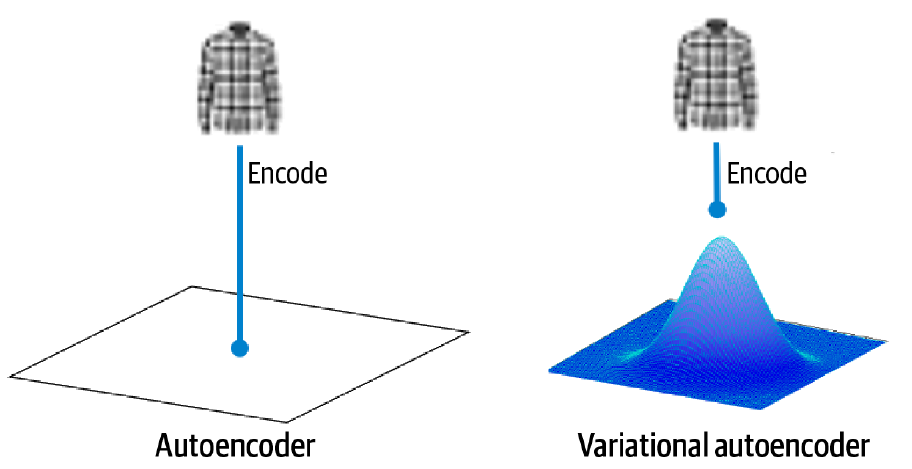 Encode
Encode
Autoencoder
Variational autoencoder